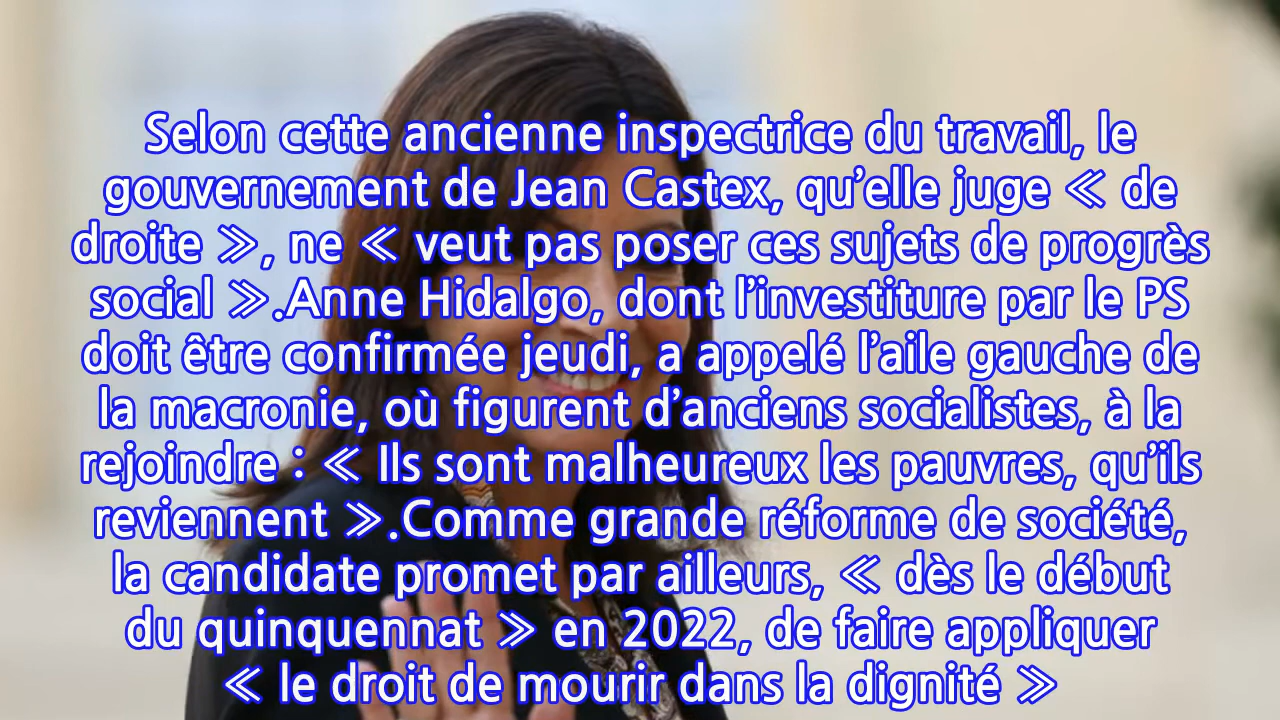 Selon cette ancienne inspectrice du travail, le
gouvernement de Jean Castex, qu’elle juge ≪ de
droite ≫, ne ≪ veut pas poser ces sujets de progrès
social ≫.Anne Hidalgo, dont l’investiture par le PS
doit être confirmée jeudi, a appelé l’aile gauche de
la macronie, où figurent d’anciens socialistes, à la
rejoindre : ≪ Ils sont malheureux les pauvres, qu’ils
reviennent ≫.Comme grande réforme de société,
la candidate promet par ailleurs, ≪ dès le début
du quinquennat ≫ en 2022, de faire appliquer
≪ le droit de mourir dans la dignité ≫